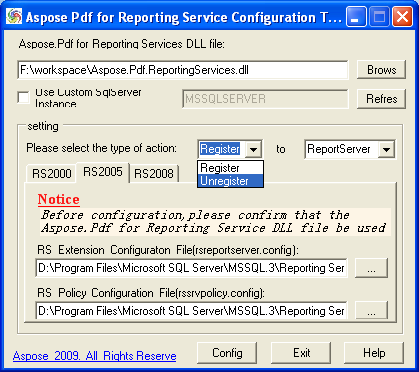 Aspose Pdf for Reporting Service Configuration T...
Aspose.Pdf for Reporting Services DLL file:
F:\workspace\Aspose.Pdf.ReportingServices.dll
Brows
Use Custom SqlServer
Instance
MSSQLSERVER
Refres
setting
Please select the type of action:
Register
to
ReportServer
Register
Unregister
RS2000
RS2005
RS2008
Notice
Before configuration,please confirm that the
Aspose.Pdf for Reporting Service DLL file be used
RS Extension Configuraton File(rsreportserver.config):
D:\Program Files\Microsoft SQL Server\MSSQL.3\Reporting Ser
...
RS Policy Configuration File(rssrvpolicy.config):
D:\Program Files\Microsoft SQL Server\MSSQL.3\Reporting Ser
...
Aspose 2009. All Rights Reserve
Config
Exit
Help